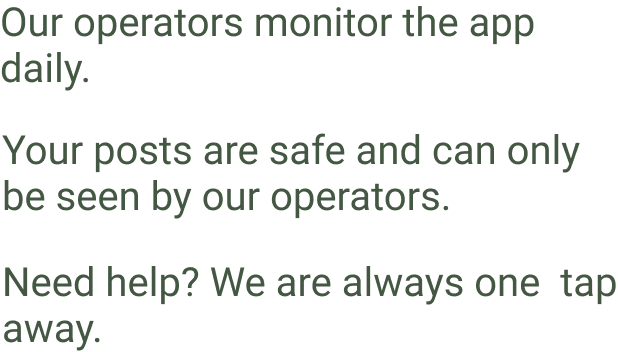 Our operators monitor the app
daily.
Your posts are safe and can only
be seen by our operators.
Need help? We are always one  tap
away.